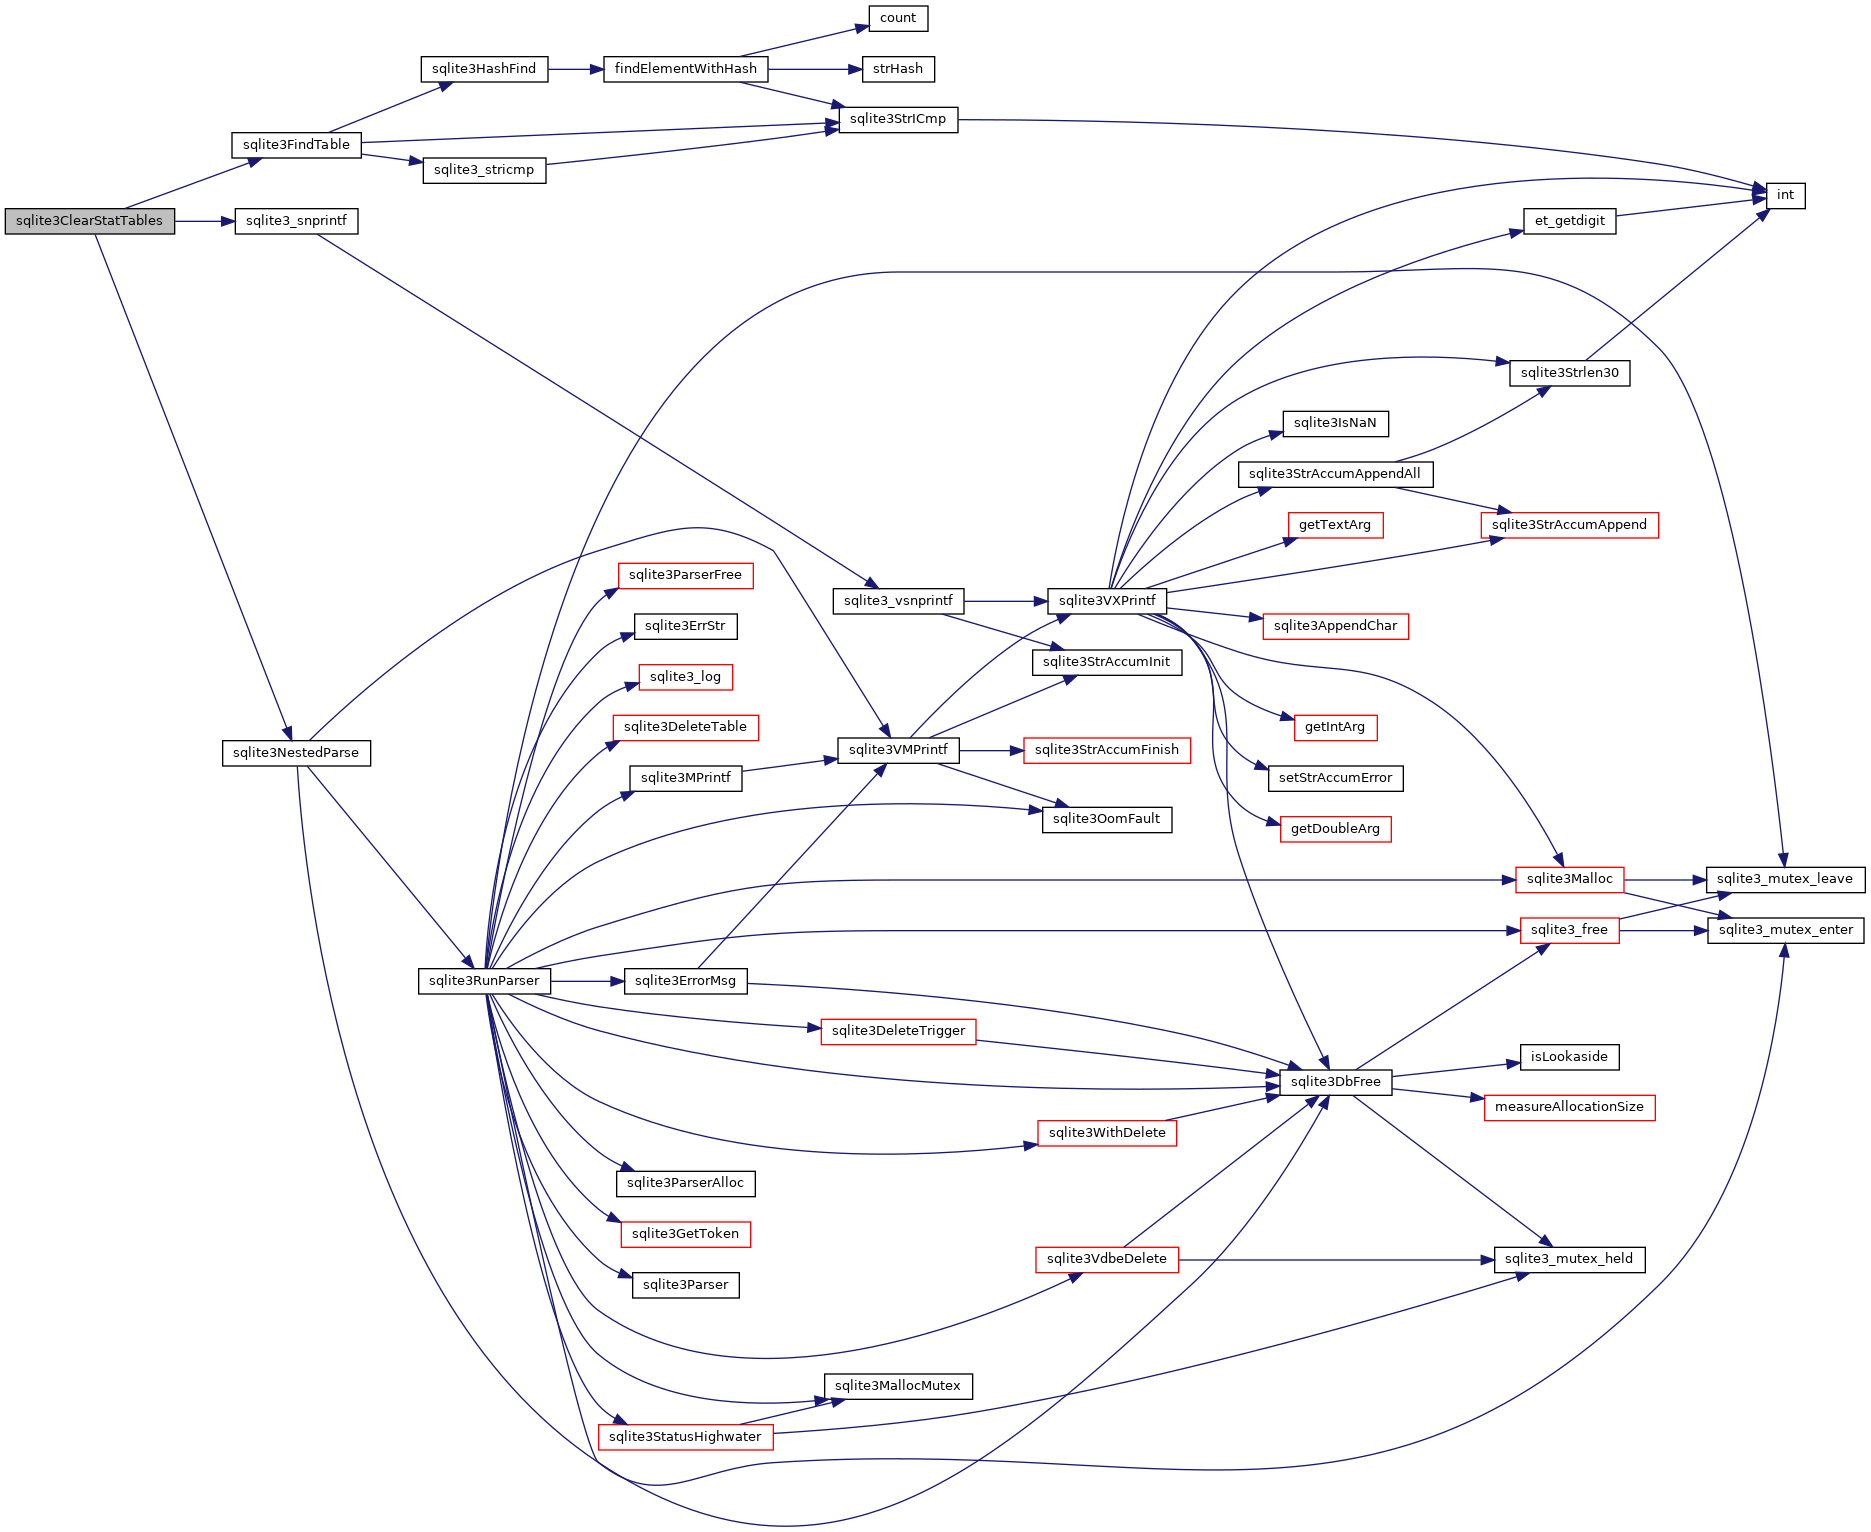 count
sqlite3HashFind
findElementWithHash
strHash
sqlite3StrICmp
sqlite3FindTable
sqlite3_stricmp
int
sqlite3ClearStatTables
sqlite3_snprintf
et_getdigit
sqlite3Strlen30
sqlite3IsNaN
sqlite3StrAccumAppendAll
getTextArg
sqlite3StrAccumAppend
sqlite3ParserFree
sqlite3_vsnprintf
sqlite3VXPrintf
sqlite3ErrStr
sqlite3AppendChar
sqlite3StrAccumInit
sqlite3_log
sqlite3DeleteTable
getIntArg
sqlite3NestedParse
sqlite3VMPrintf
sqlite3StrAccumFinish
sqlite3MPrintf
setStrAccumError
sqlite3OomFault
getDoubleArg
sqlite3Malloc
sqlite3_mutex_leave
sqlite3_free
sqlite3_mutex_enter
sqlite3RunParser
sqlite3ErrorMsg
sqlite3DeleteTrigger
isLookaside
sqlite3DbFree
measureAllocationSize
sqlite3WithDelete
sqlite3ParserAlloc
sqlite3GetToken
sqlite3VdbeDelete
sqlite3_mutex_held
sqlite3Parser
sqlite3MallocMutex
sqlite3StatusHighwater